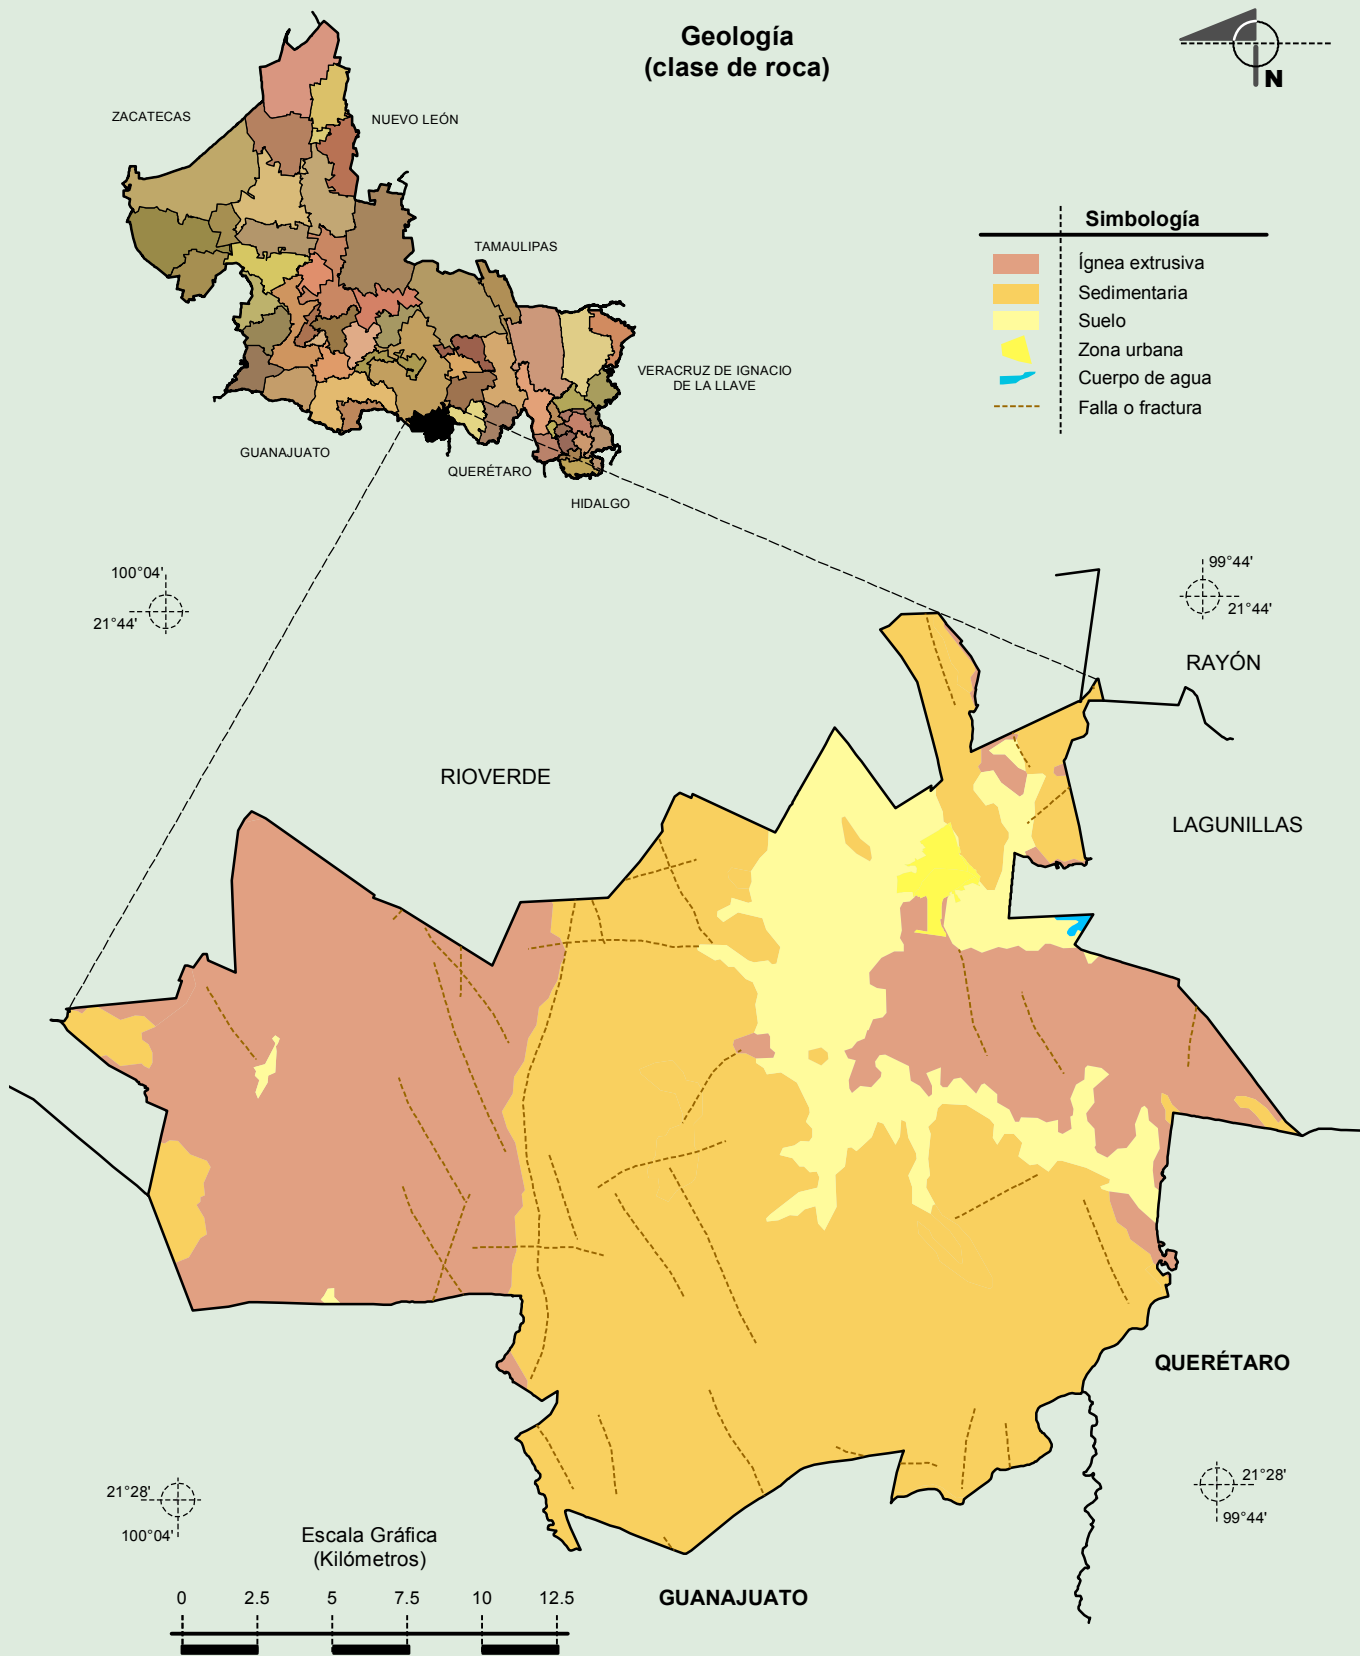 Geología
(clase de roca)
N
ZACATECAS
NUEVO LEÓN
TAMAULIPAS
VERACRUZ DE IGNACIO
DE LA LLAVE
GUANAJUATO
QUERÉTARO
HIDALGO
Simbología
Ígnea extrusiva
Sedimentaria
Suelo
Zona urbana
Cuerpo de agua
Falla o fractura
100°04'
21°44'
99°44'
21°44'
RAYÓN
RIOVERDE
LAGUNILLAS
QUERÉTARO
21°28'
100°04'
21°28'
99°44'
Escala Gráfica
(Kilómetros)
0 2.5 5 7.5 10 12.5
GUANAJUATO